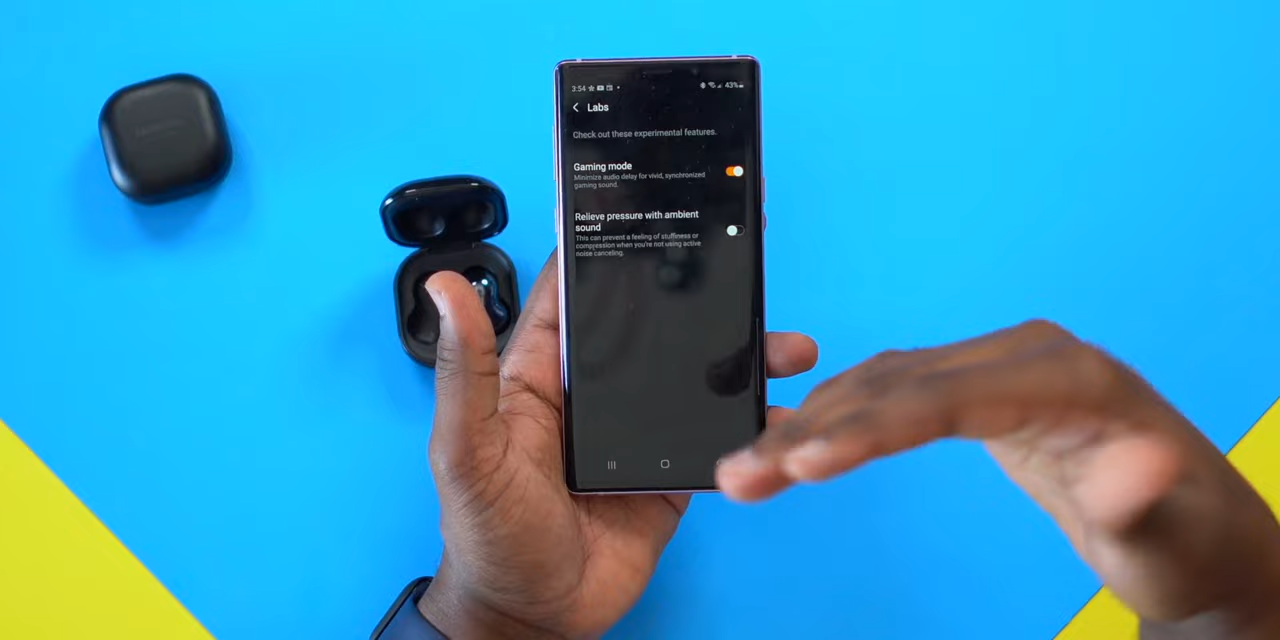 3:54
43%
Labs
Check out these experimental features.
Gaming mode
Minimize audio delay for vivid, synchronized
gaming sound.
Relieve pressure with ambient
sound
This can prevent a feeling of stuffiness or
compression when you're not using active
noise canceling.